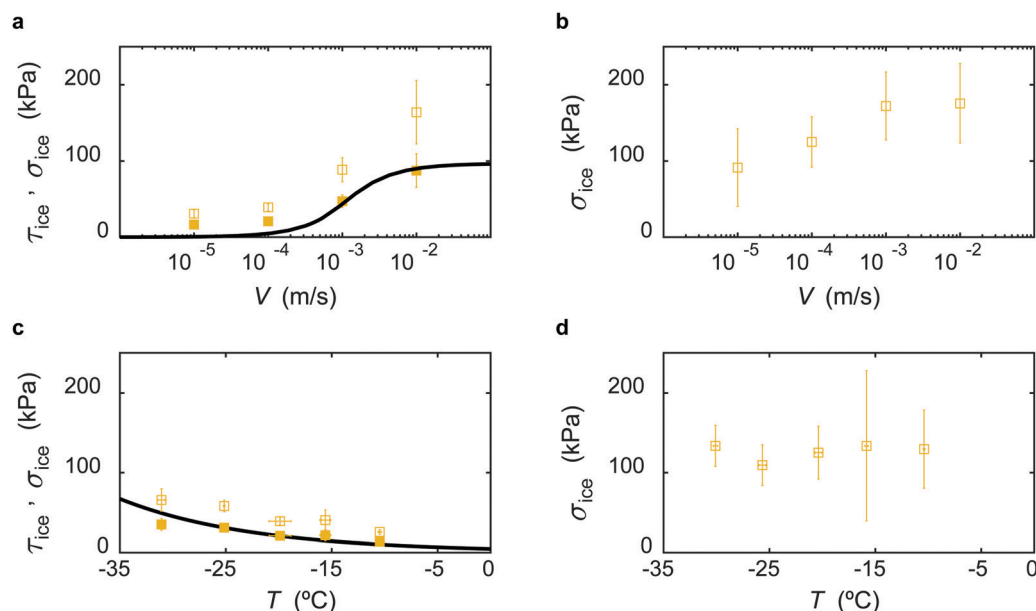 a
τice , σice (kPa)
200
100
0
10-5 10-4 10-3 10-2
V (m/s)
b
σice (kPa)
200
100
0
10-5 10-4 10-3 10-2
V (m/s)
c
τice , σice (kPa)
200
100
0
-35 -25 -15 -5 0
T (ºC)
d
σice (kPa)
200
100
0
-35 -25 -15 -5 0
T (ºC)